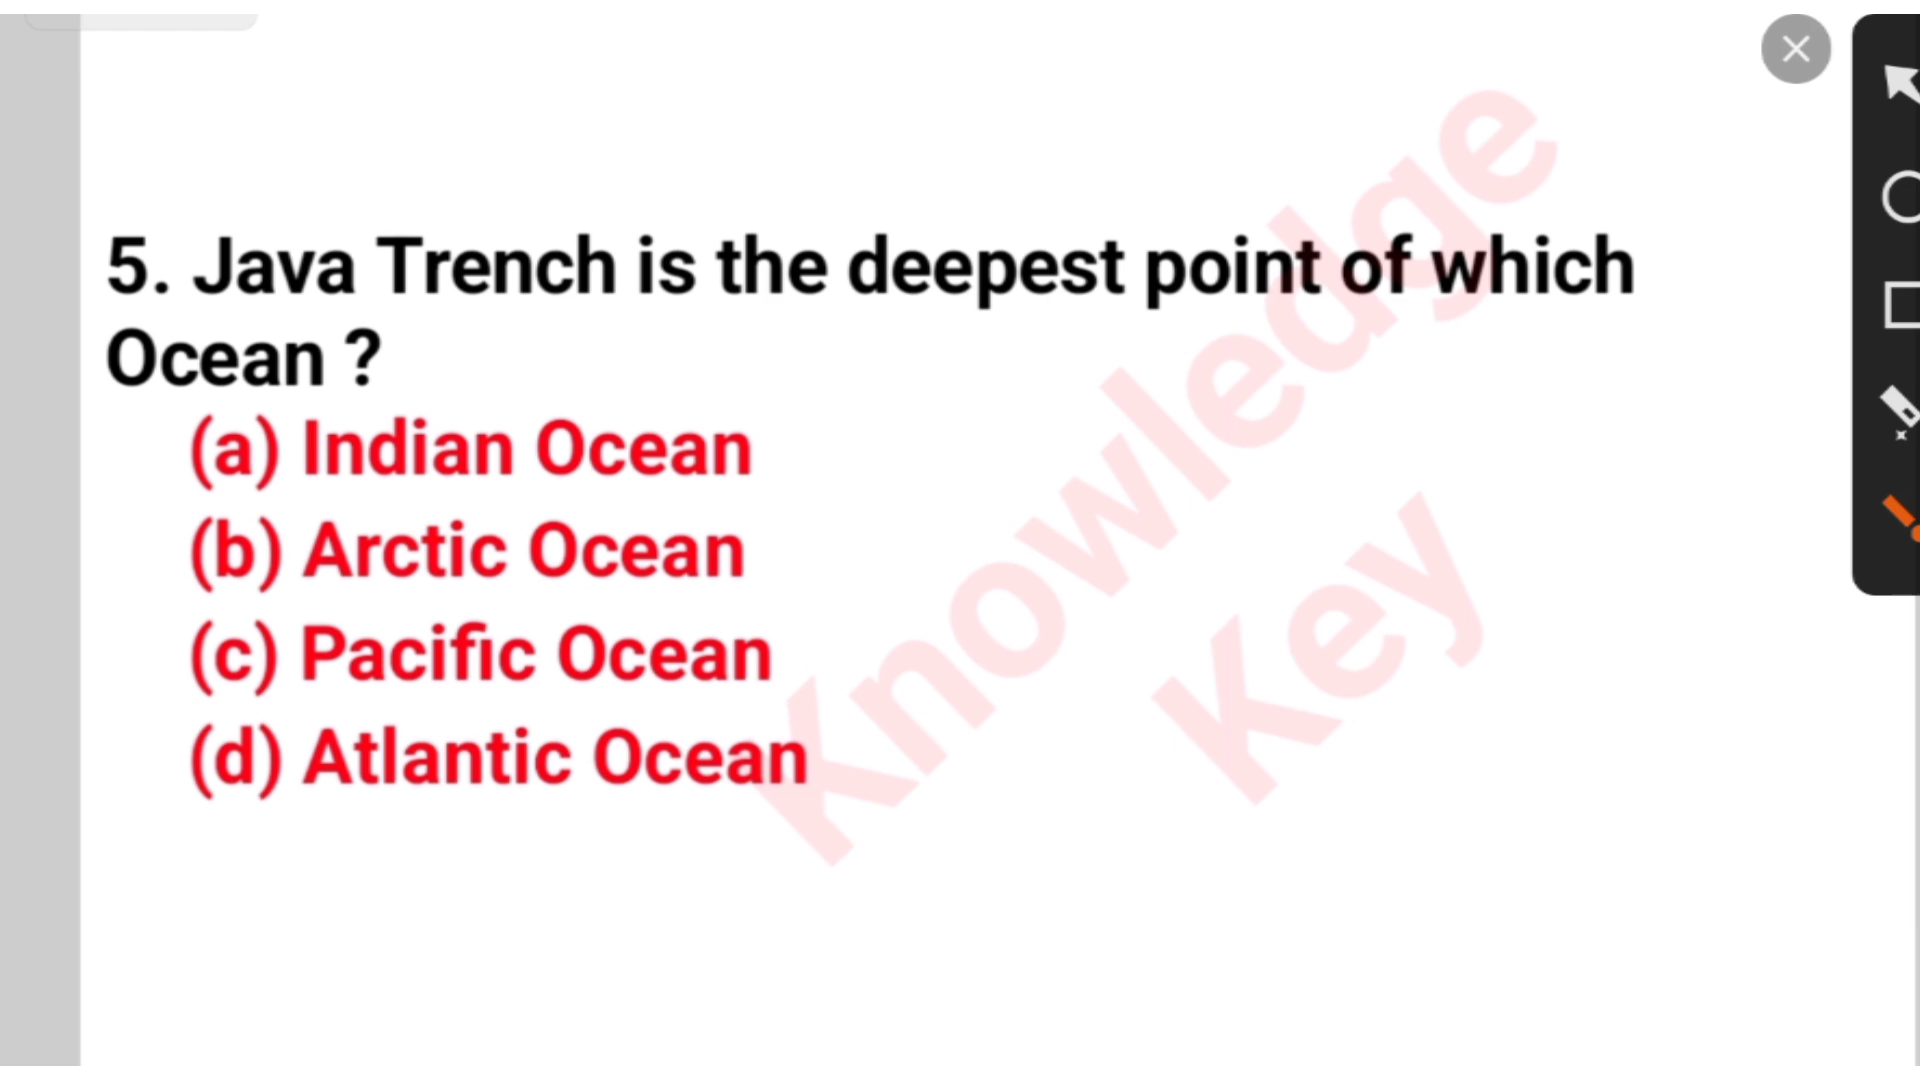 5. Java Trench is the deepest point of which
Ocean ?
(a) Indian Ocean
(b) Arctic Ocean
(c) Pacific Ocean
(d) Atlantic Ocean
Knowledge
Key